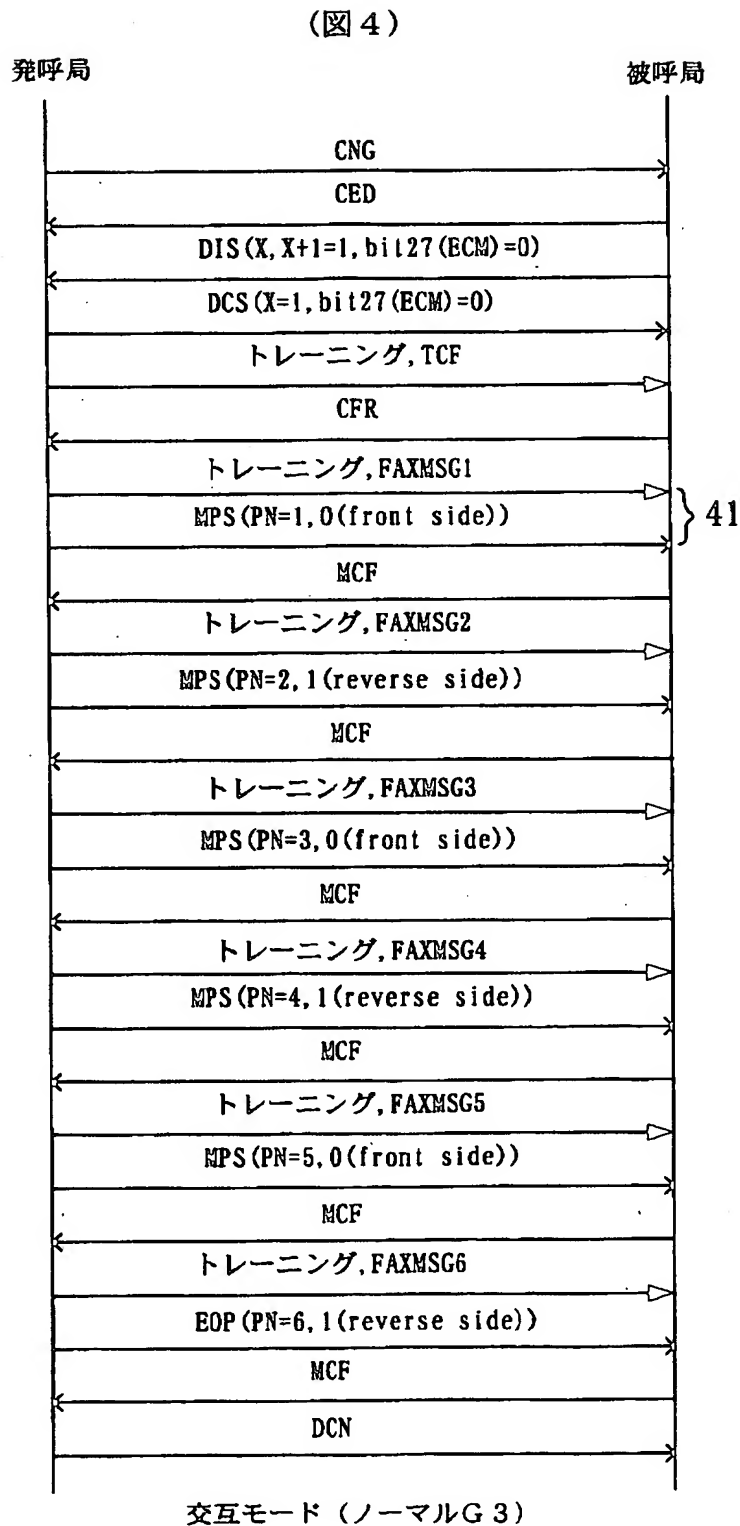 (図4)
発呼局 被呼局
CNG
CED
DIS(X,X+1=1,bit27(ECM)=0)
DCS(X=1,bit27(ECM)=0)
トレーニング,TCF
CFR
トレーニング,FAXMSG1
MPS(PN=1,0(front side))
41
MCF
トレーニング,FAXMSG2
MPS(PN=2,1(reverse side))
MCF
トレーニング,FAXMSG3
MPS(PN=3,0(front side))
MCF
トレーニング,FAXMSG4
MPS(PN=4,1(reverse side))
MCF
トレーニング,FAXMSG5
MPS(PN=5,0(front side))
MCF
トレーニング,FAXMSG6
EOP(PN=6,1(reverse side))
MCF
DCN
交互モード(ノーマルG3)